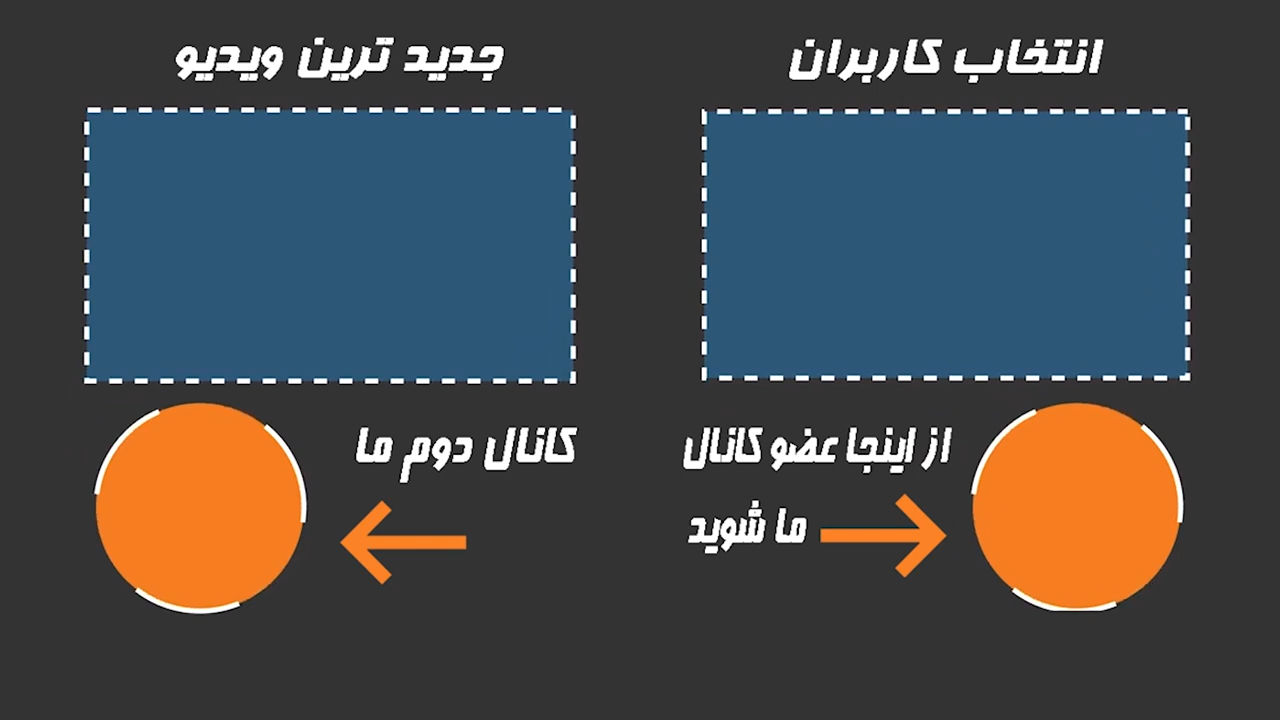 انتخاب کاربران
جدید ترین ویدیو
از اینجا عضو کانال
ما شوید
کانال دوم ما